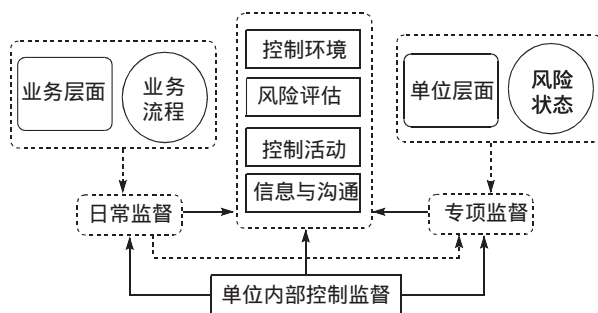 业务层面
业务
流程
控制环境
风险评估
控制活动
信息与沟通
单位层面
风险
状态
日常监督
专项监督
单位内部控制监督